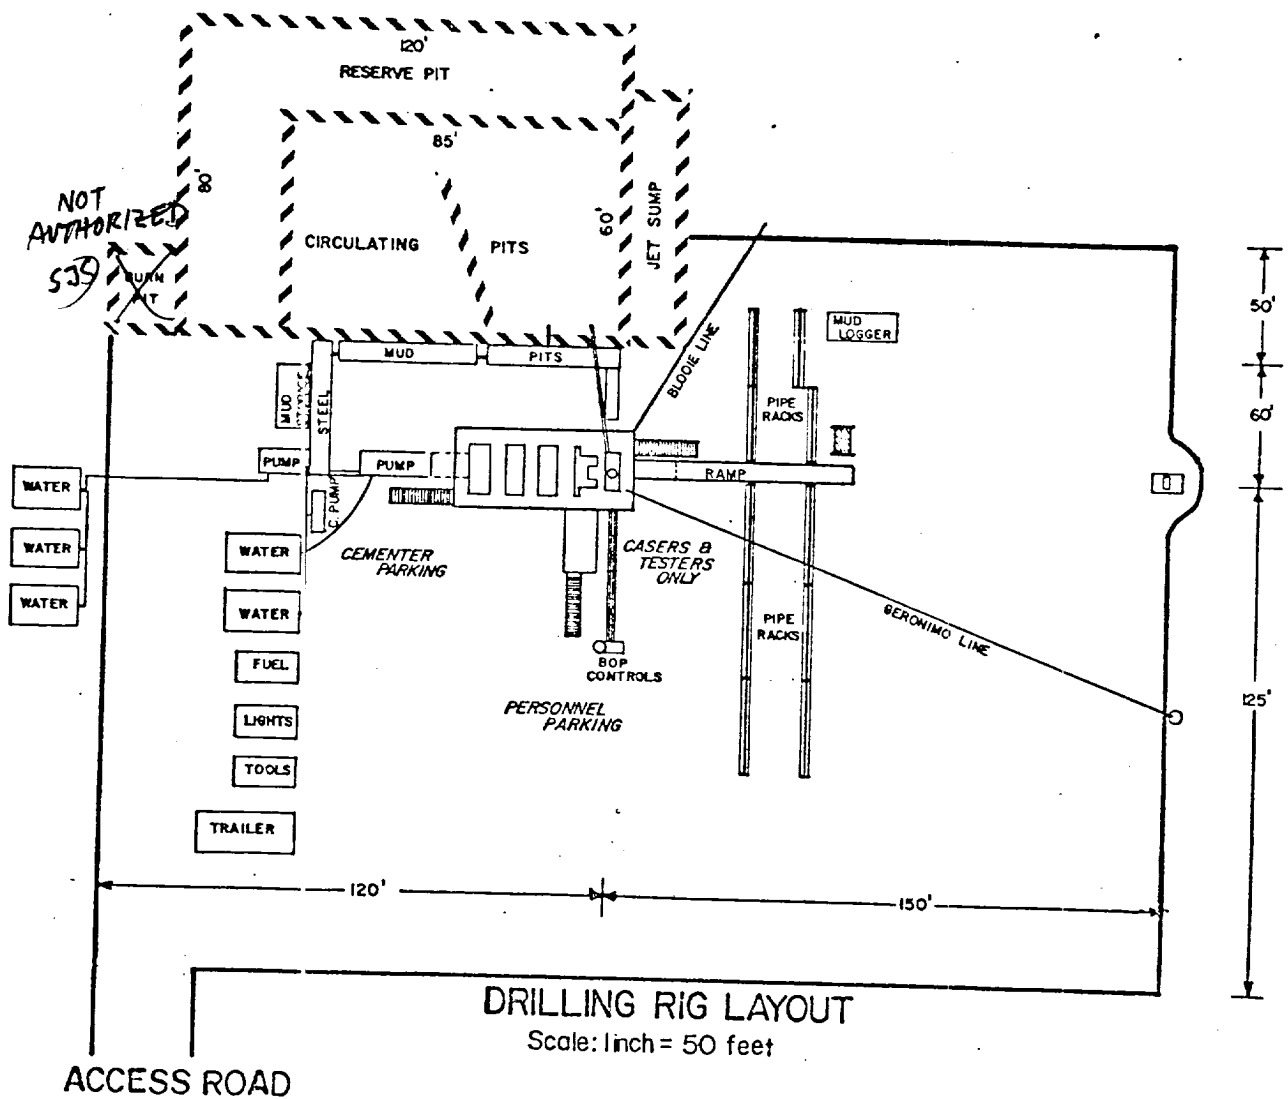 120'
RESERVE PIT
85'
80'
60'
NOT
AUTHORIZED
SJS
BURN
PIT
CIRCULATING
PITS
JET SUMP
BLOOIE LINE
MUD
LOGGER
50'
60'
125'
MUD
PITS
MUD
STEEL
PIPE
RACKS
PUMP
PUMP
RAMP
C. PUMP
WATER
WATER
WATER
WATER
WATER
CEMENTER
PARKING
CASERS &
TESTERS
ONLY
GERONIMO LINE
PIPE
RACKS
FUEL
BOP
CONTROLS
LIGHTS
PERSONNEL
PARKING
TOOLS
TRAILER
120'
150'
DRILLING RIG LAYOUT
Scale: 1 inch = 50 feet
ACCESS ROAD